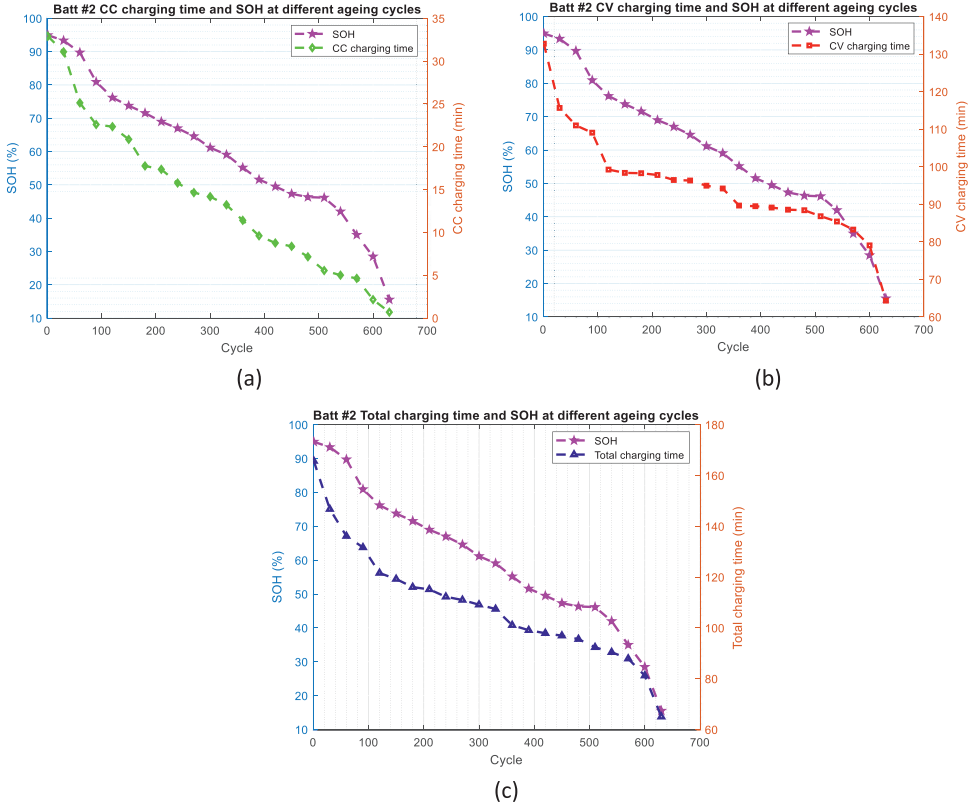 Batt #2 CC charging time and SOH at different ageing cycles
SOH
CC charging time
100
90
80
70
60
50
40
30
20
10
SOH (%)
35
30
25
20
15
10
5
0
CC charging time (min)
0 100 200 300 400 500 600 700
Cycle
(a)
Batt #2 CV charging time and SOH at different ageing cycles
SOH
CV charging time
100
90
80
70
60
50
40
30
20
10
SOH (%)
140
130
120
110
100
90
80
70
60
CV charging time (min)
0 100 200 300 400 500 600 700
Cycle
(b)
Batt #2 Total charging time and SOH at different ageing cycles
SOH
Total charging time
100
90
80
70
60
50
40
30
20
10
SOH (%)
180
160
140
120
100
80
60
Total charging time (min)
0 100 200 300 400 500 600 700
Cycle
(c)